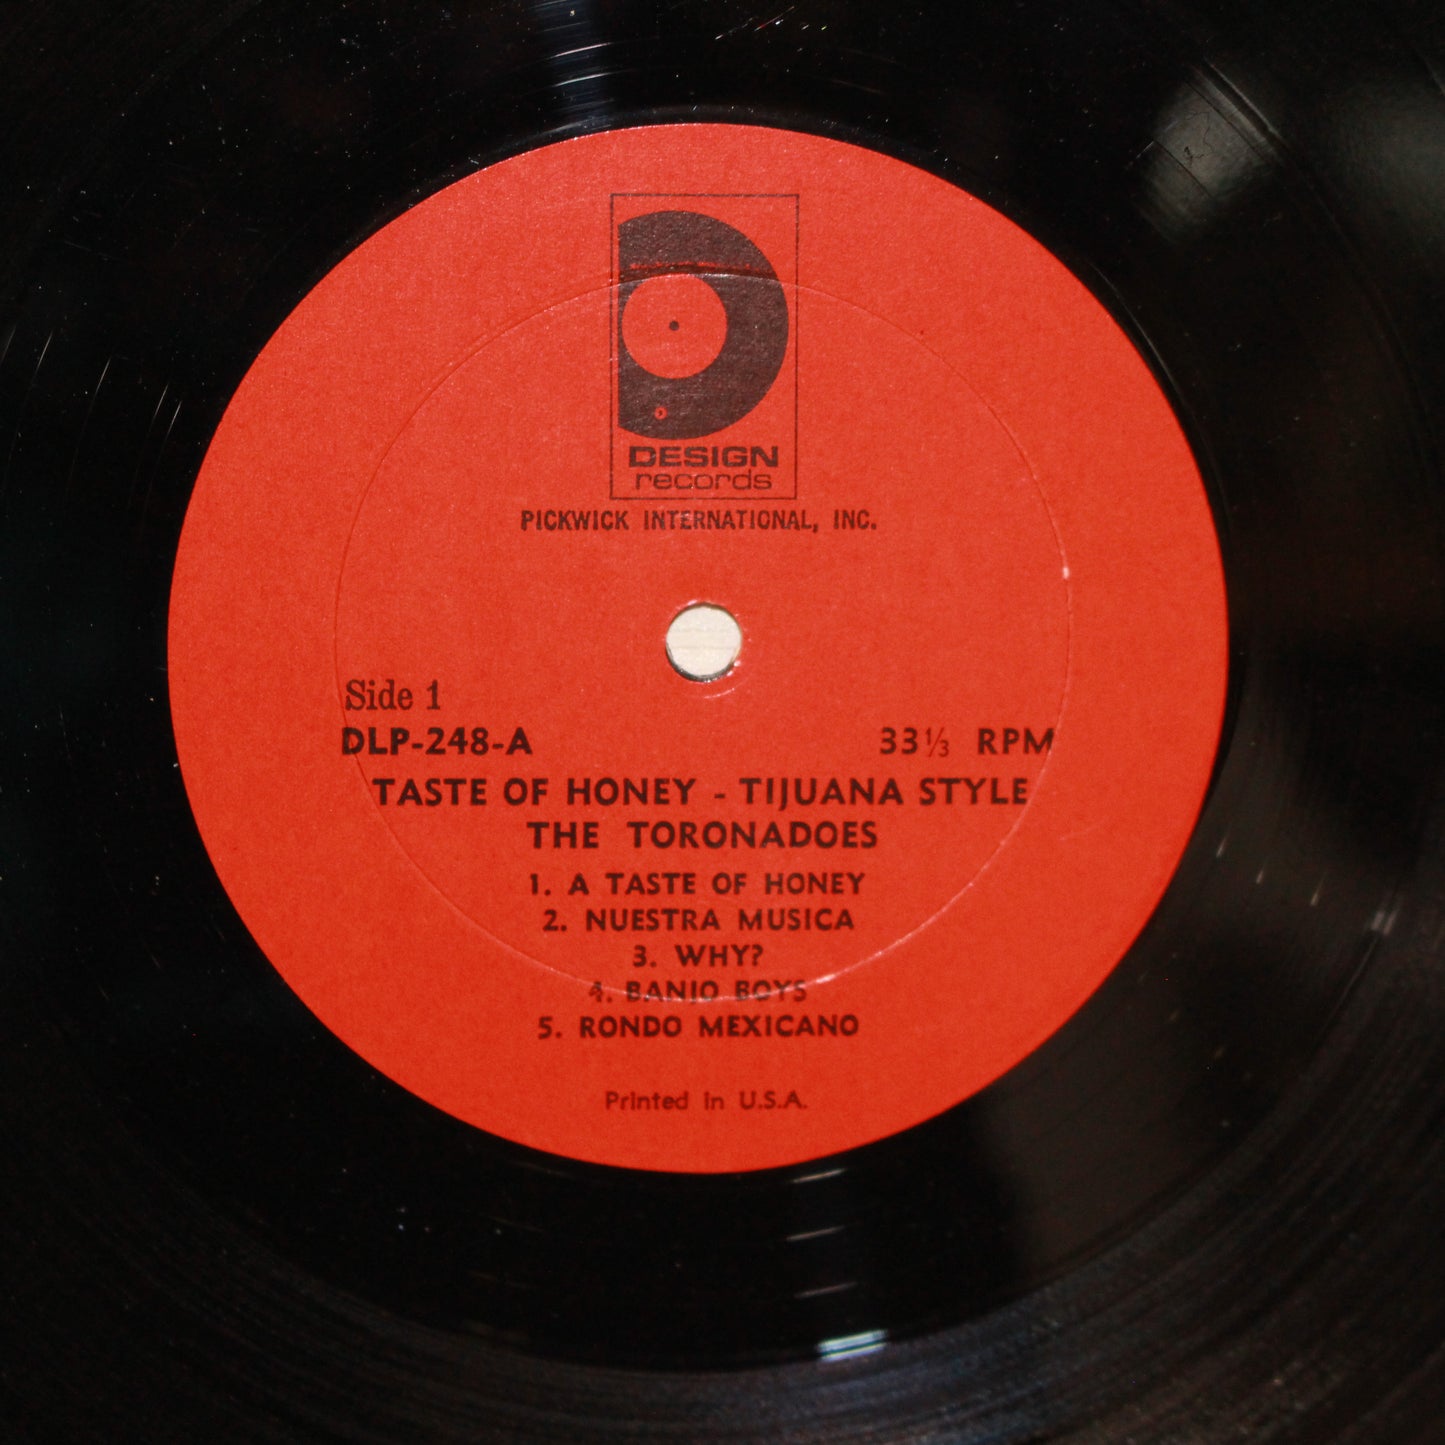 DESIGN
records
PICKWICK INTERNATIONAL, INC.
Side 1
DLP-248-A 33⅓ RPM
TASTE OF HONEY - TIJUANA STYLE
THE TORONADOES
1. A TASTE OF HONEY
2. NUESTRA MUSICA
3. WHY?
4. BANJO BOYS
5. RONDO MEXICANO
Printed in U.S.A.